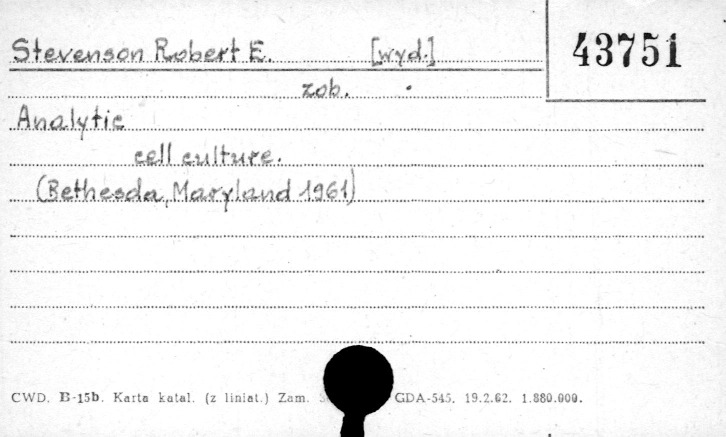 Stevenson Robert E. [wyd.] 43751
zob.
Analytic
cell culture.
(Bethesda, Maryland 1961)
CWD. B-15b. Karta katal. (z liniat.) Zam. GDA-545. 19.2.62. 1.880.000.